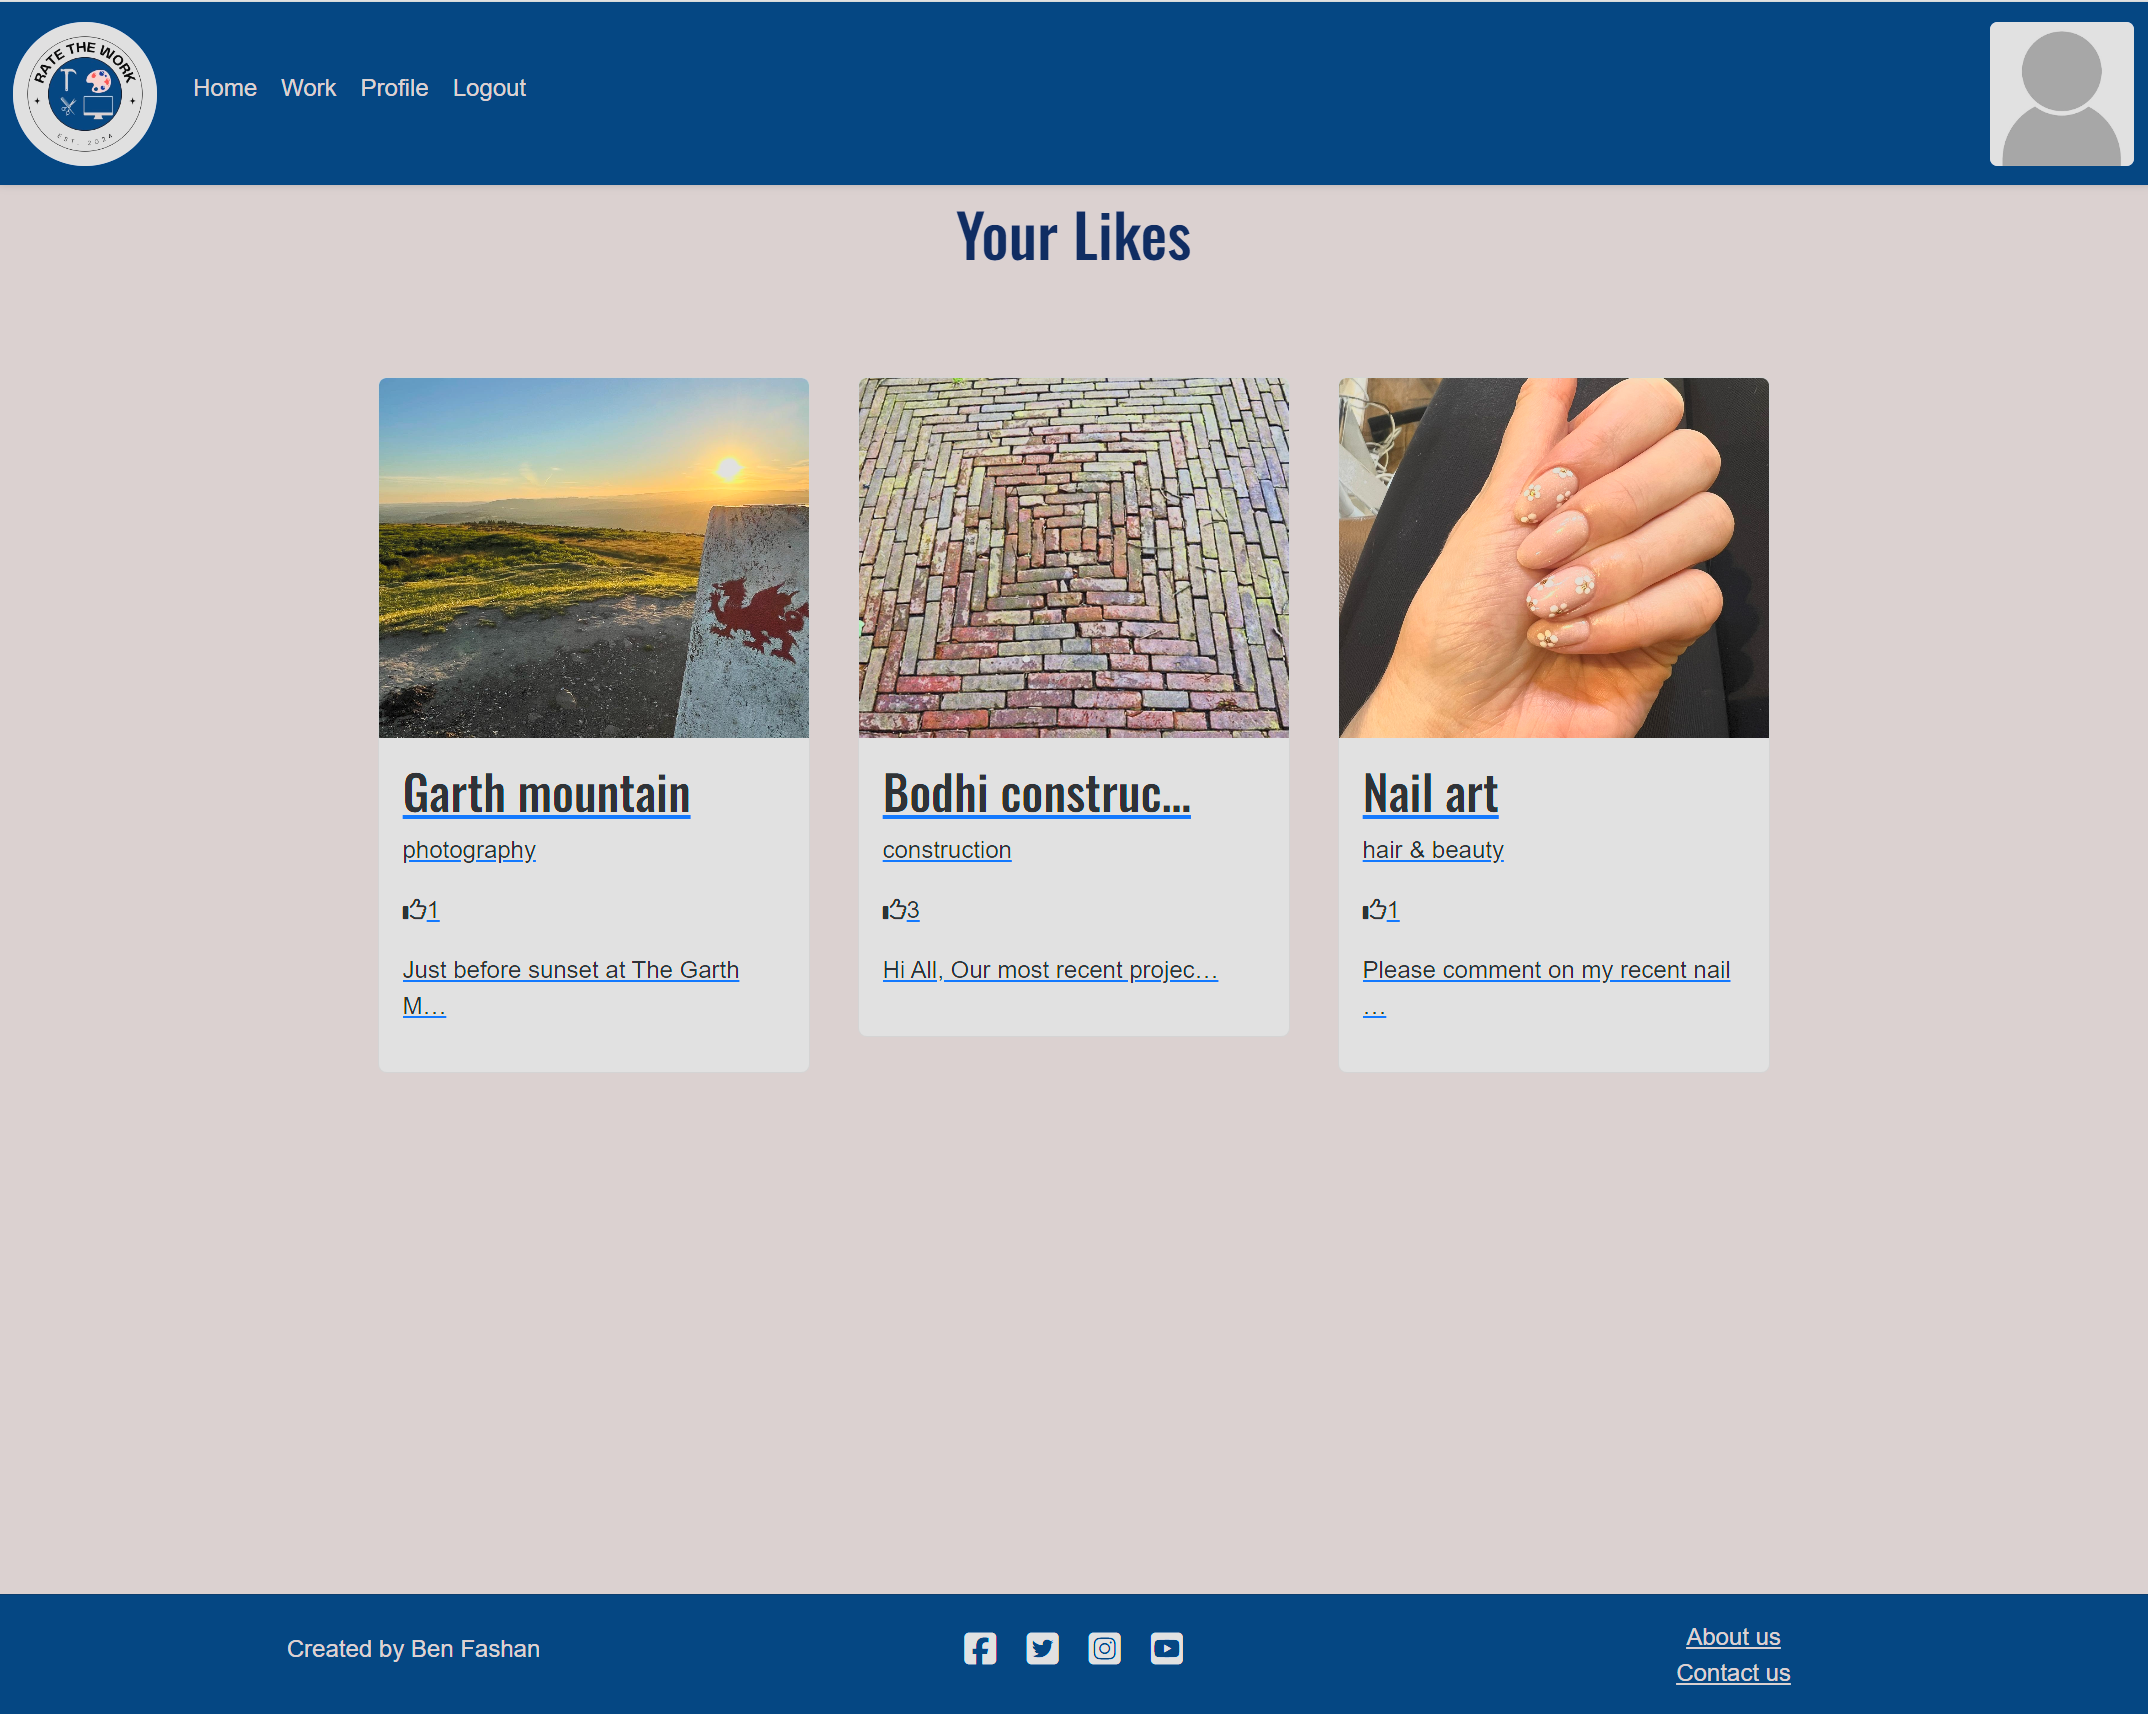 RATE THE WORK
EST. 2024
Home Work Profile Logout
Your Likes
Garth mountain
photography
1
Just before sunset at The Garth
M...
Bodhi construc...
construction
3
Hi All, Our most recent projec...
Nail art
hair & beauty
1
Please comment on my recent nail
...
Created by Ben Fashan
About us
Contact us